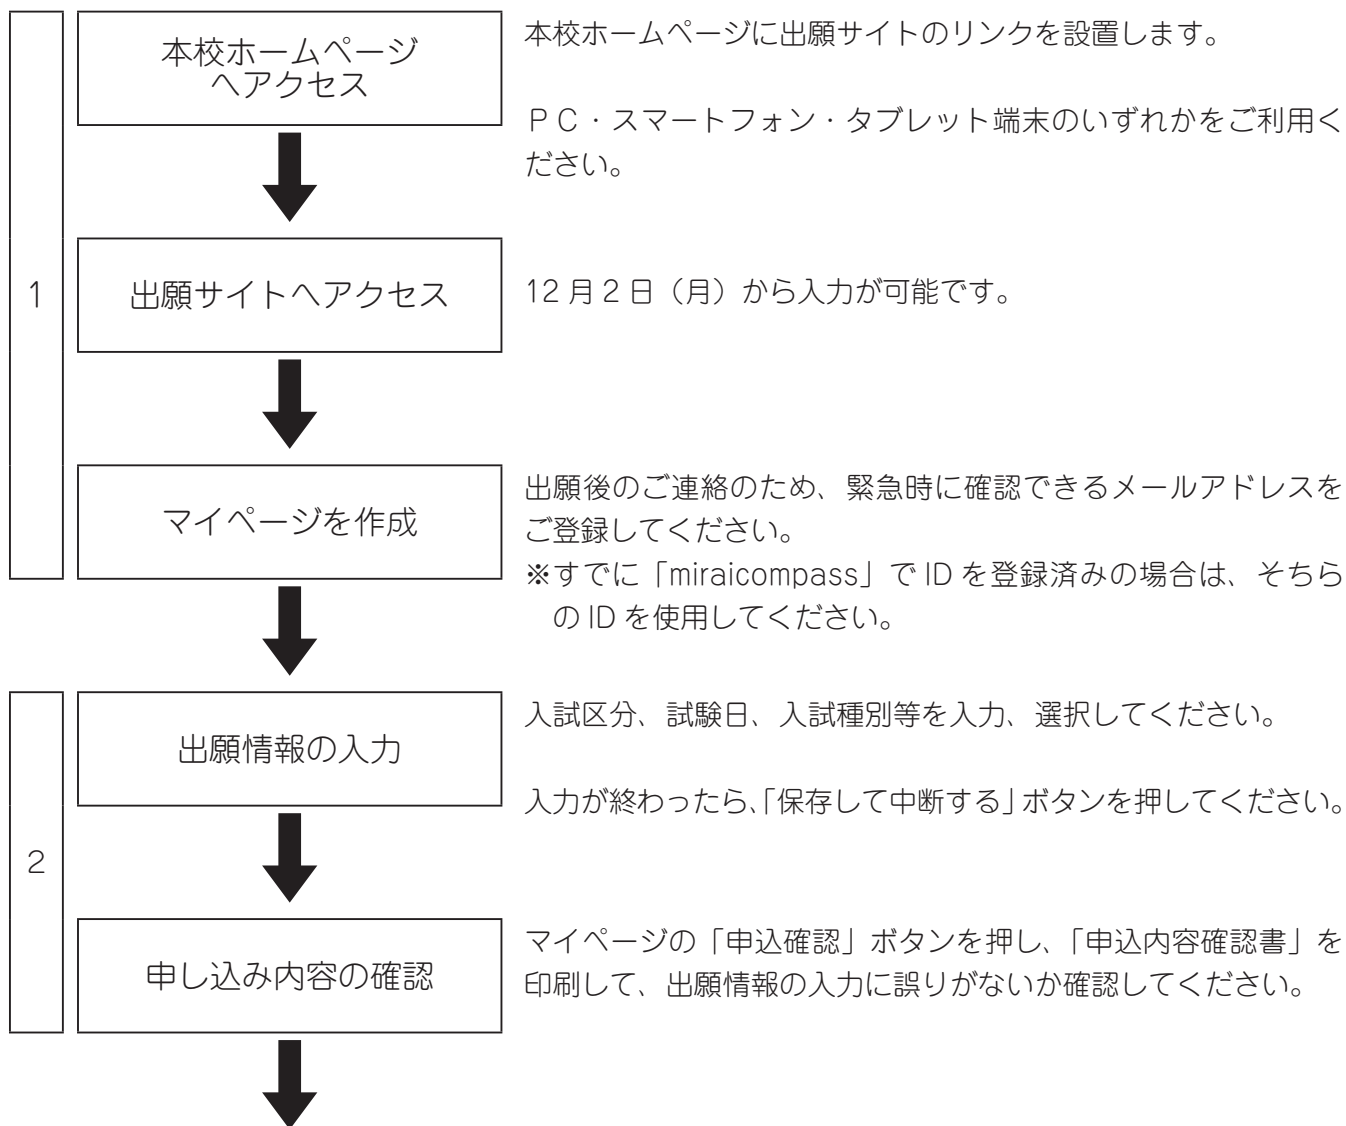 本校ホームページ
へアクセス
本校ホームページに出願サイトのリンクを設置します。
ＰＣ・スマートフォン・タブレット端末のいずれかをご利用く
ださい。
1
出願サイトへアクセス
12月２日（月）から入力が可能です。
マイページを作成
出願後のご連絡のため、緊急時に確認できるメールアドレスを
ご登録してください。
※すでに「miraicompass」でIDを登録済みの場合は、そちら
のIDを使用してください。
2
出願情報の入力
入試区分、試験日、入試種別等を入力、選択してください。
入力が終わったら、「保存して中断する」ボタンを押してください。
申し込み内容の確認
マイページの「申込確認」ボタンを押し、「申込内容確認書」を
印刷して、出願情報の入力に誤りがないか確認してください。